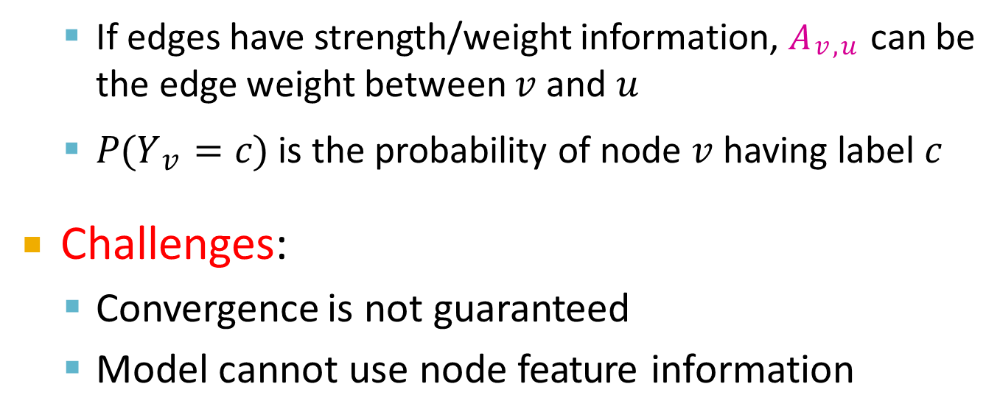 ▪ If edges have strength/weight information, A_{v,u} can be
the edge weight between v and u
▪ P(Y_v = c) is the probability of node v having label c
▪ Challenges:
▪ Convergence is not guaranteed
▪ Model cannot use node feature information